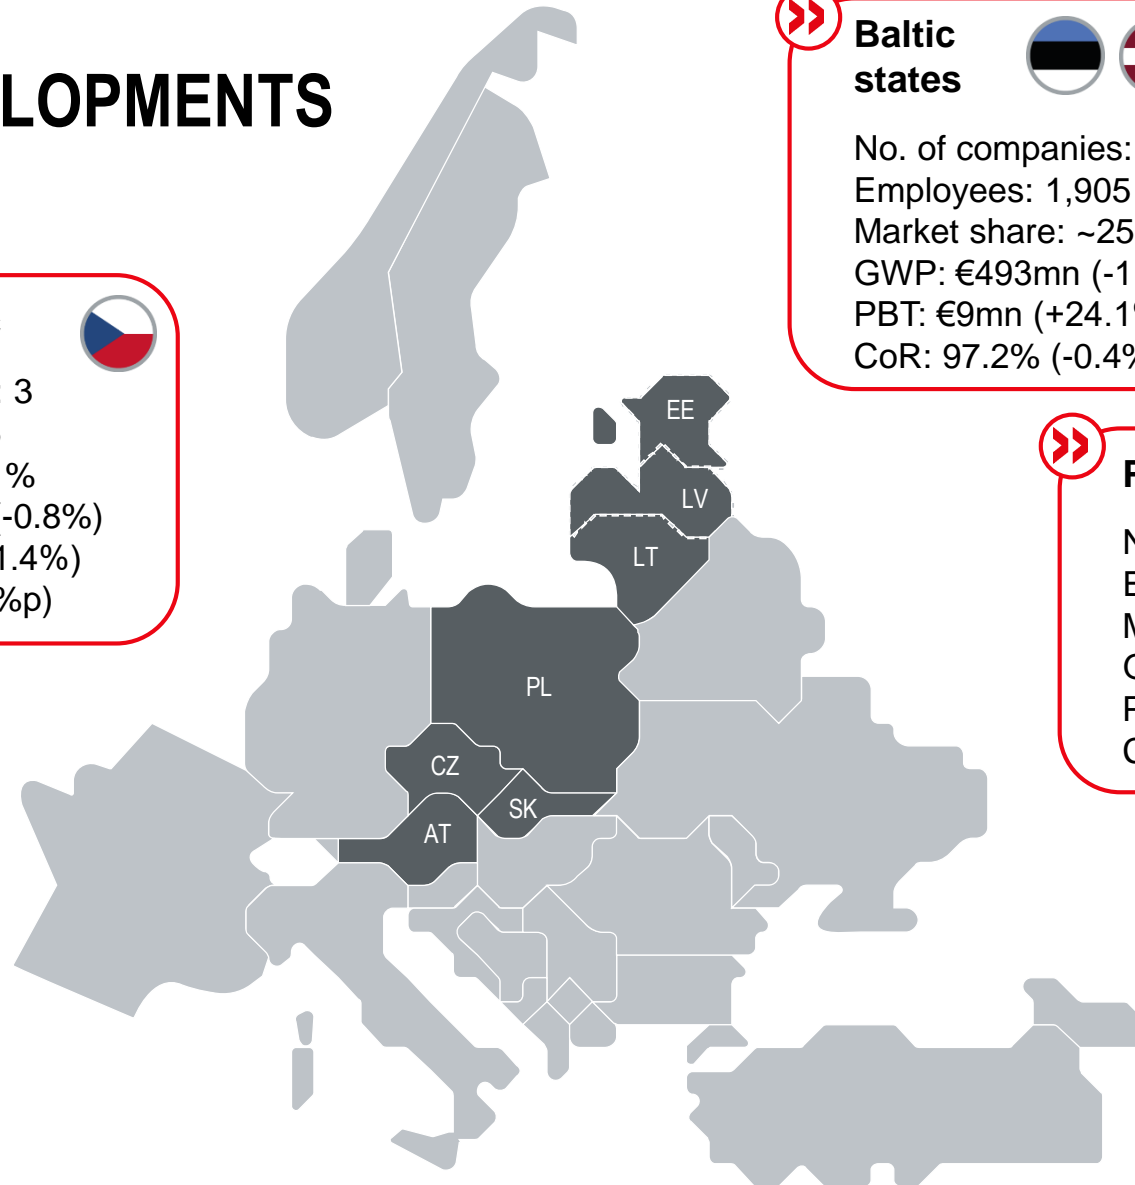 LOPMENTS
Baltic
states
No. of companies:
Employees: 1,905
Market share: ~25
GWP: €493mn (-1
PBT: €9mn (+24.1%
CoR: 97.2% (-0.4%
3
%
(-0.8%)
1.4%)
%p)
EE
LV
LT
PL
CZ
SK
AT